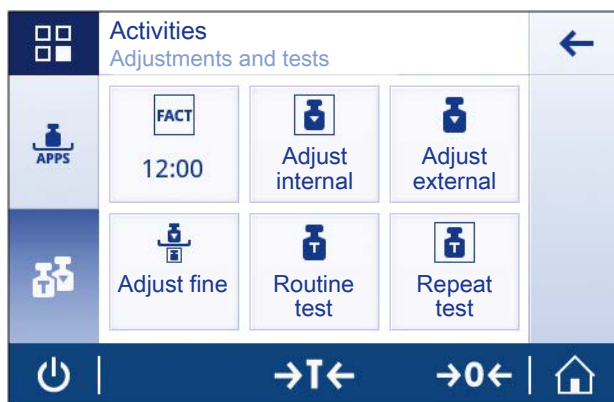 Activities
Adjustments and tests
APPS
FACT
12:00
Adjust
internal
Adjust
external
T
Adjust fine
T
Routine
test
T
Repeat
test
→T←
→0←